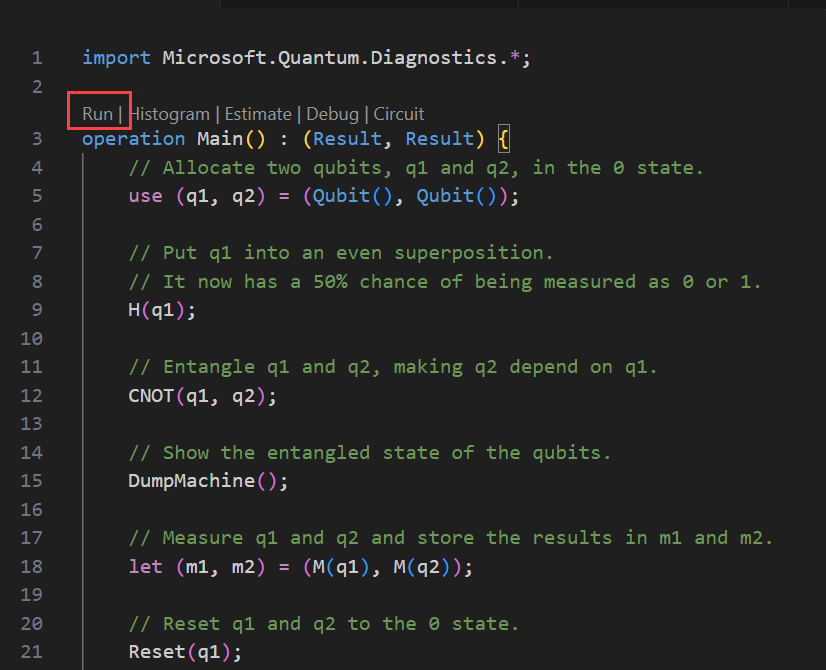 1 import Microsoft.Quantum.Diagnostics.*;
2
Run | Histogram | Estimate | Debug | Circuit
3 operation Main() : (Result, Result) {
4 // Allocate two qubits, q1 and q2, in the 0 state.
5 use (q1, q2) = (Qubit(), Qubit());
6
7 // Put q1 into an even superposition.
8 // It now has a 50% chance of being measured as 0 or 1.
9 H(q1);
10
11 // Entangle q1 and q2, making q2 depend on q1.
12 CNOT(q1, q2);
13
14 // Show the entangled state of the qubits.
15 DumpMachine();
16
17 // Measure q1 and q2 and store the results in m1 and m2.
18 let (m1, m2) = (M(q1), M(q2));
19
20 // Reset q1 and q2 to the 0 state.
21 Reset(q1);